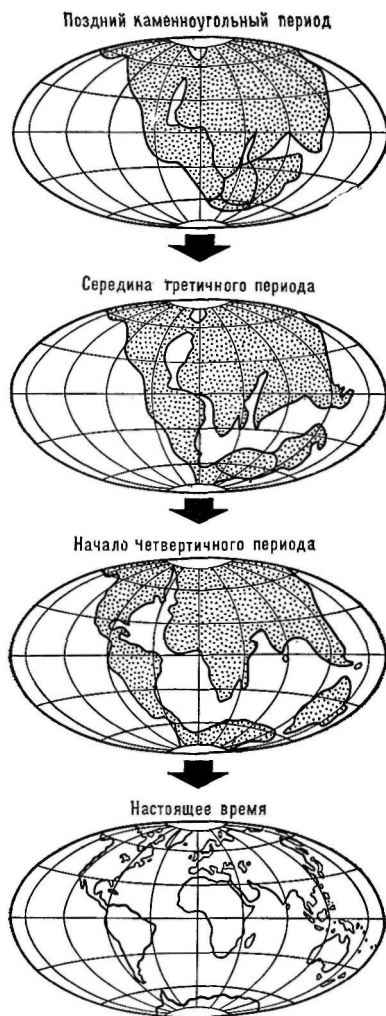 Поздний каменноугольный период
Середина третичного периода
Начало Четвертичного периода
Настоящее время